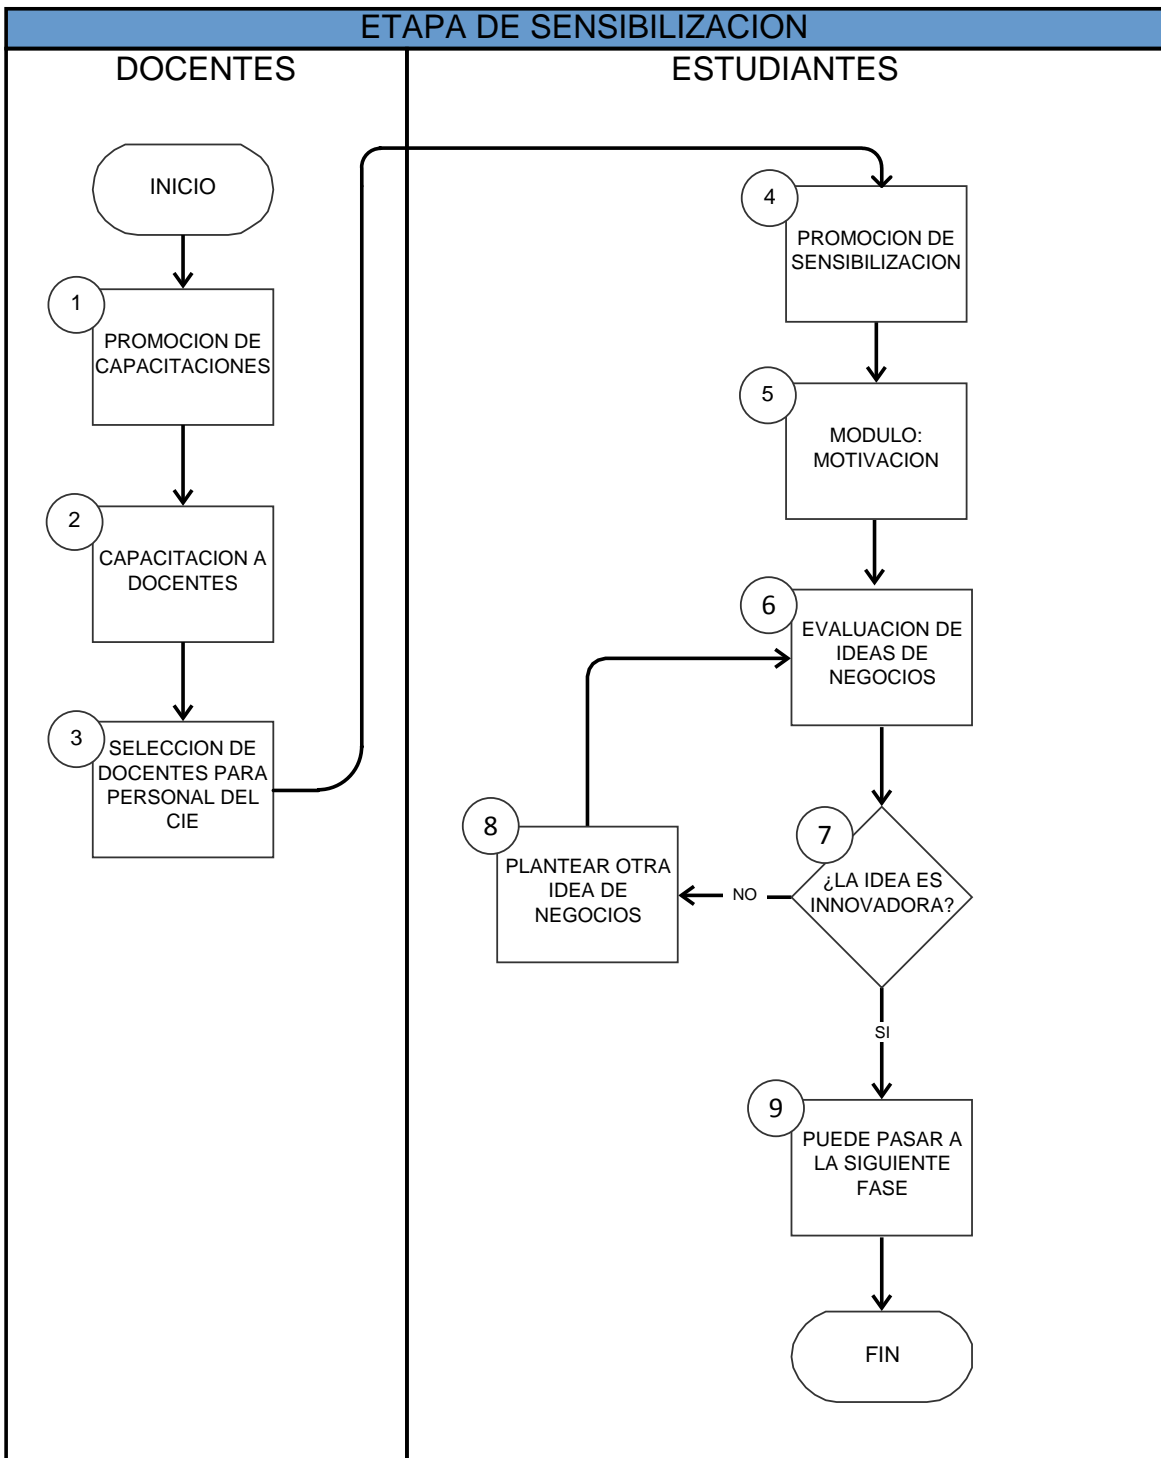 ETAPA DE SENSIBILIZACION
DOCENTES
ESTUDIANTES
INICIO
1
PROMOCION DE
CAPACITACIONES
2
CAPACITACION A
DOCENTES
3
SELECCION DE
DOCENTES PARA
PERSONAL DEL
CIE
4
PROMOCION DE
SENSIBILIZACION
5
MODULO:
MOTIVACION
6
EVALUACION DE
IDEAS DE
NEGOCIOS
7
¿LA IDEA ES
INNOVADORA?
NO
8
PLANTEAR OTRA
IDEA DE
NEGOCIOS
SI
9
PUEDE PASAR A
LA SIGUIENTE
FASE
FIN